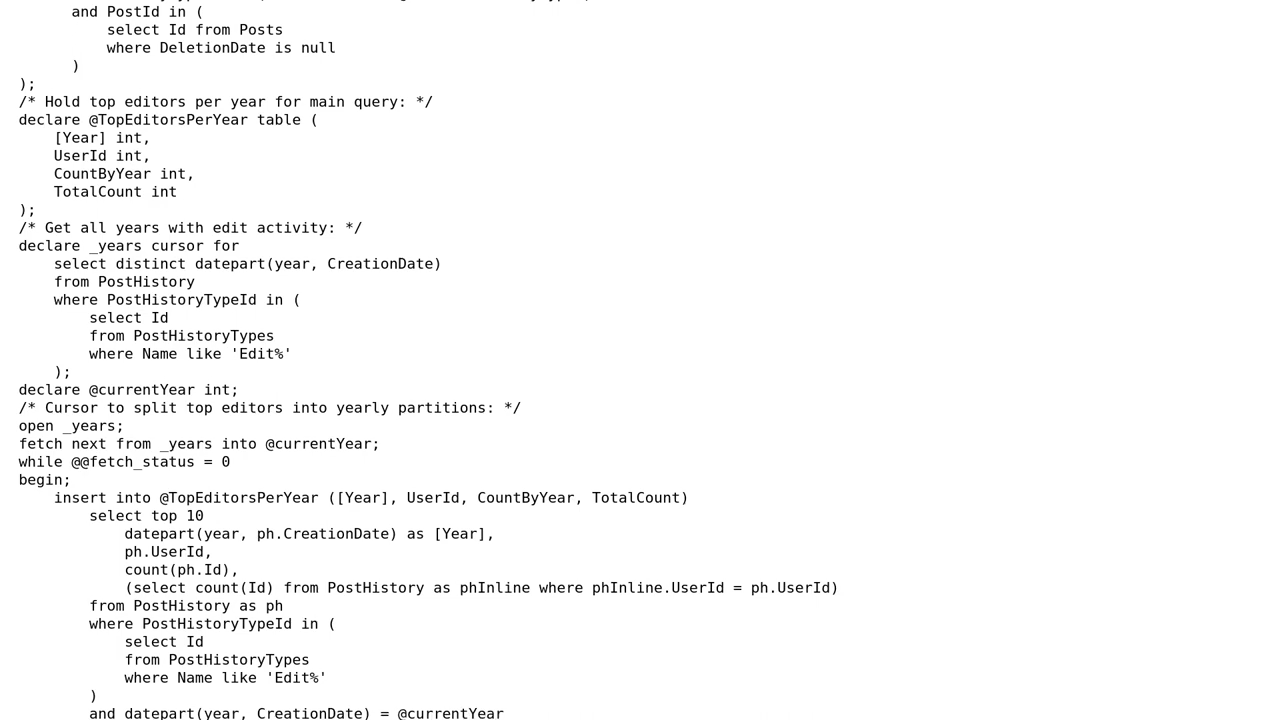 and PostId in (
select Id from Posts
where DeletionDate is null
)
);
/* Hold top editors per year for main query: */
declare @TopEditorsPerYear table (
[Year] int,
UserId int,
CountByYear int,
TotalCount int
);
/* Get all years with edit activity: */
declare _years cursor for
select distinct datepart(year, CreationDate)
from PostHistory
where PostHistoryTypeId in (
select Id
from PostHistoryTypes
where Name like 'Edit%'
);
declare @currentYear int;
/* Cursor to split top editors into yearly partitions: */
open _years;
fetch next from _years into @currentYear;
while @@fetch_status = 0
begin;
insert into @TopEditorsPerYear ([Year], UserId, CountByYear, TotalCount)
select top 10
datepart(year, ph.CreationDate) as [Year],
ph.UserId,
count(ph.Id),
(select count(Id) from PostHistory as phInline where phInline.UserId = ph.UserId)
from PostHistory as ph
where PostHistoryTypeId in (
select Id
from PostHistoryTypes
where Name like 'Edit%'
)
and datepart(year, CreationDate) = @currentYear